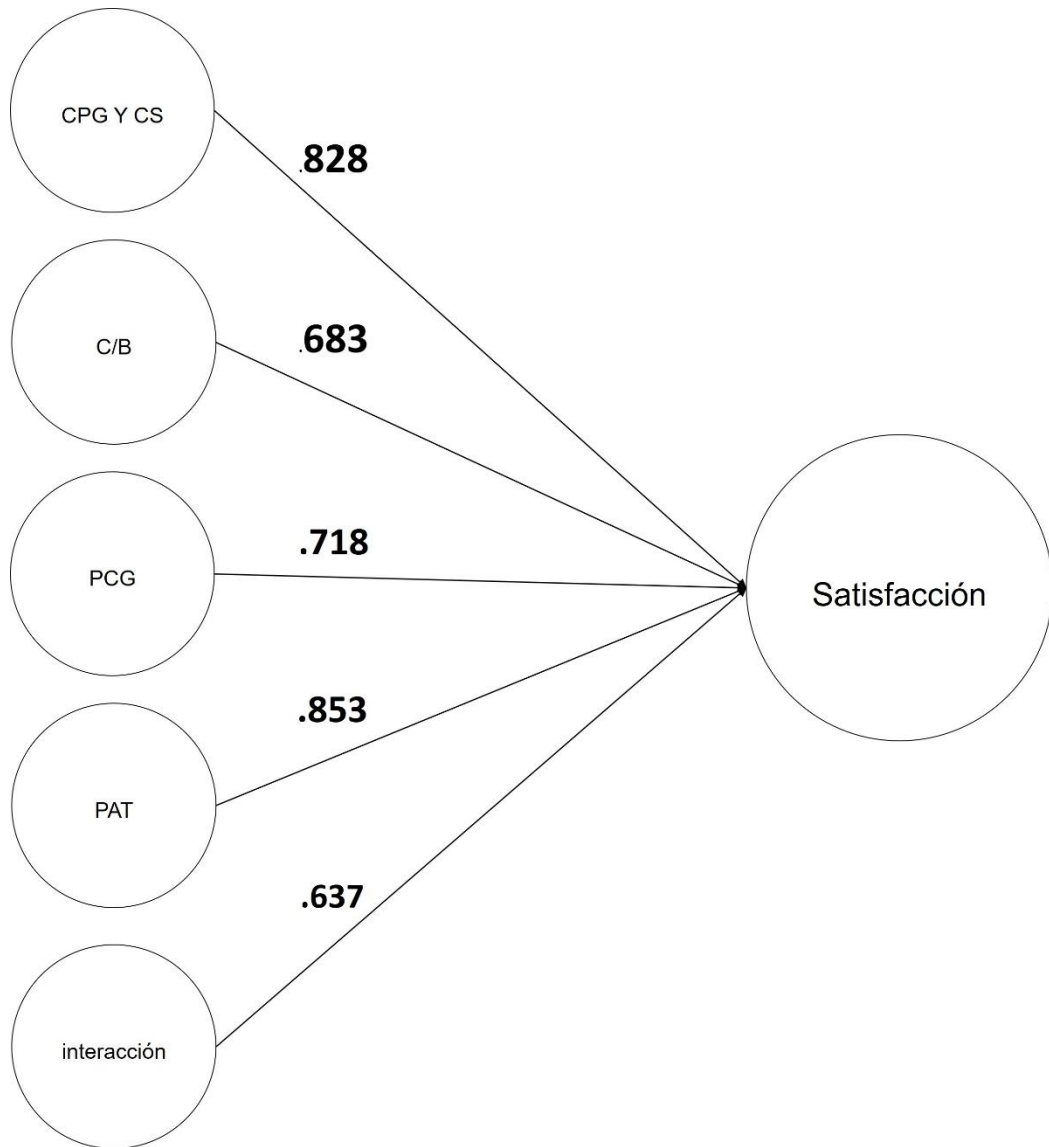 CPG Y CS
.828
C/B
.683
PCG
.718
Satisfacción
PAT
.853
interacción
.637